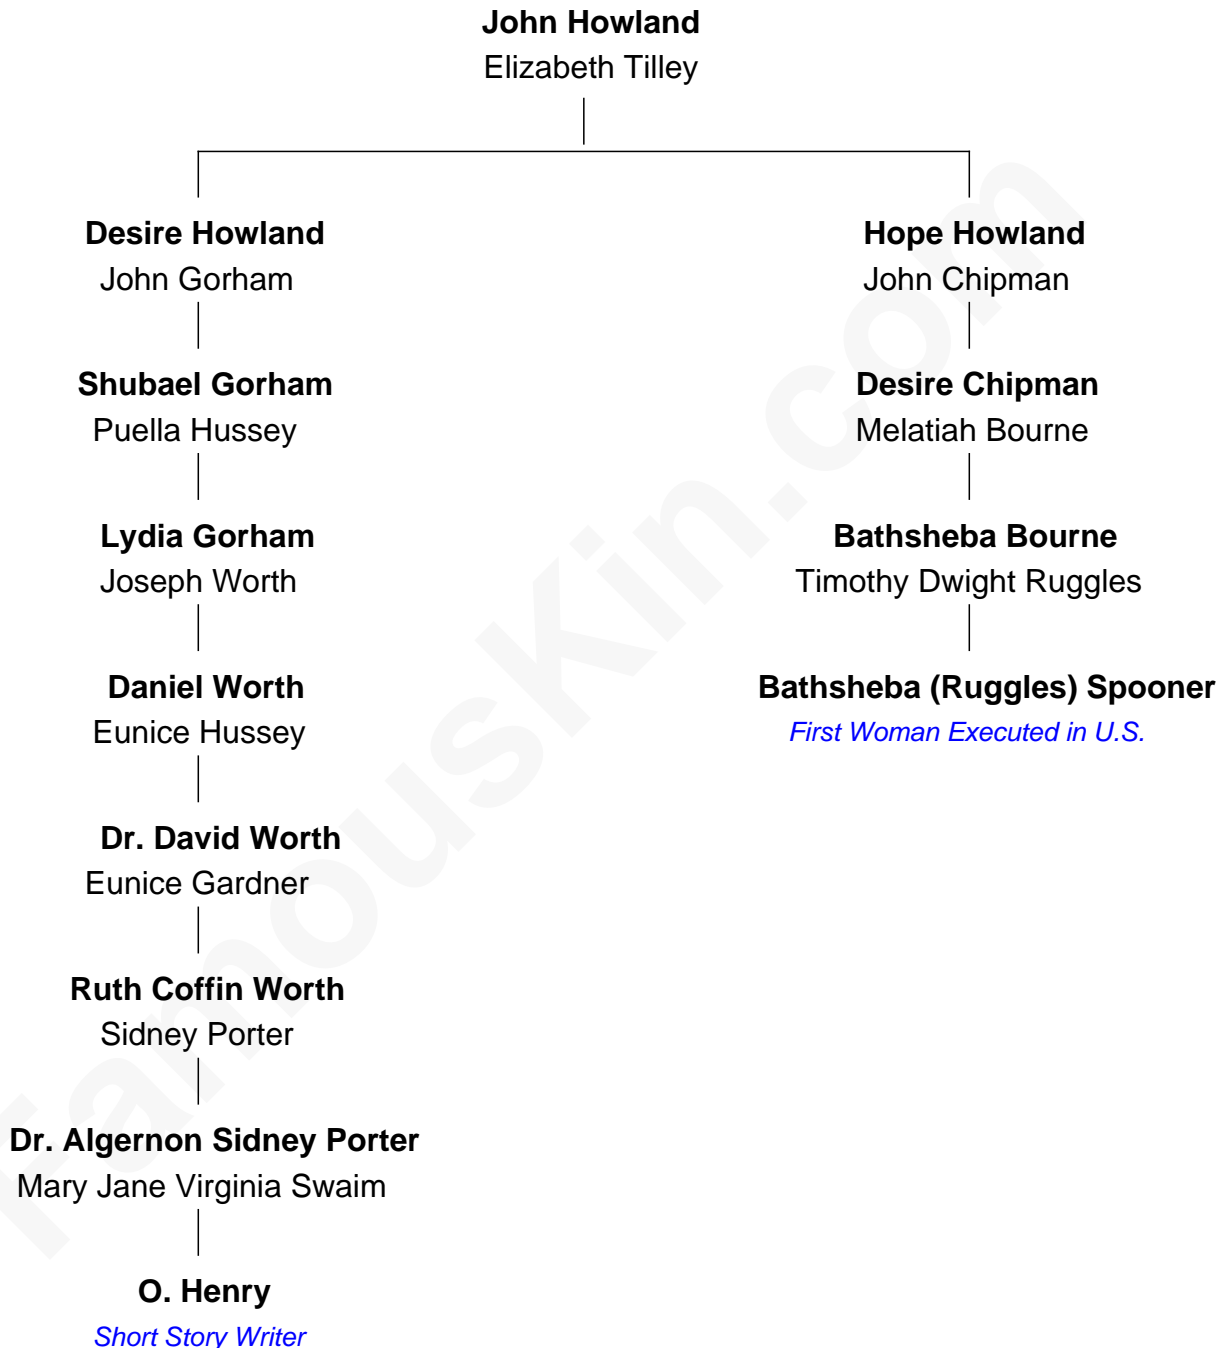 John Howland
Elizabeth Tilley
Desire Howland
John Gorham
Hope Howland
John Chipman
Shubael Gorham
Puella Hussey
Desire Chipman
Melatiah Bourne
Lydia Gorham
Joseph Worth
Bathsheba Bourne
Timothy Dwight Ruggles
Daniel Worth
Eunice Hussey
Bathsheba (Ruggles) Spooner
First Woman Executed in U.S.
Dr. David Worth
Eunice Gardner
Ruth Coffin Worth
Sidney Porter
Dr. Algernon Sidney Porter
Mary Jane Virginia Swaim
O. Henry
Short Story Writer
FamousKin.com